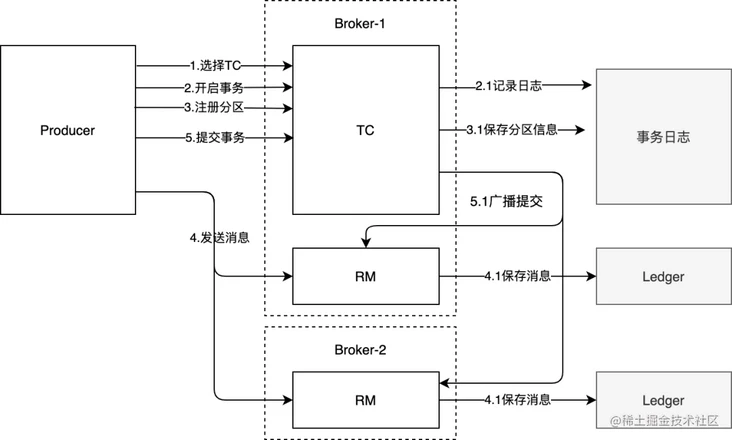 Broker-1
Producer
1.选择TC
2.开启事务
3.注册分区
5.提交事务
TC
2.1记录日志
3.1保存分区信息
事务日志
5.1广播提交
4.发送消息
RM
4.1保存消息
Ledger
Broker-2
RM
4.1保存消息
Ledger
@稀土掘金技术社区